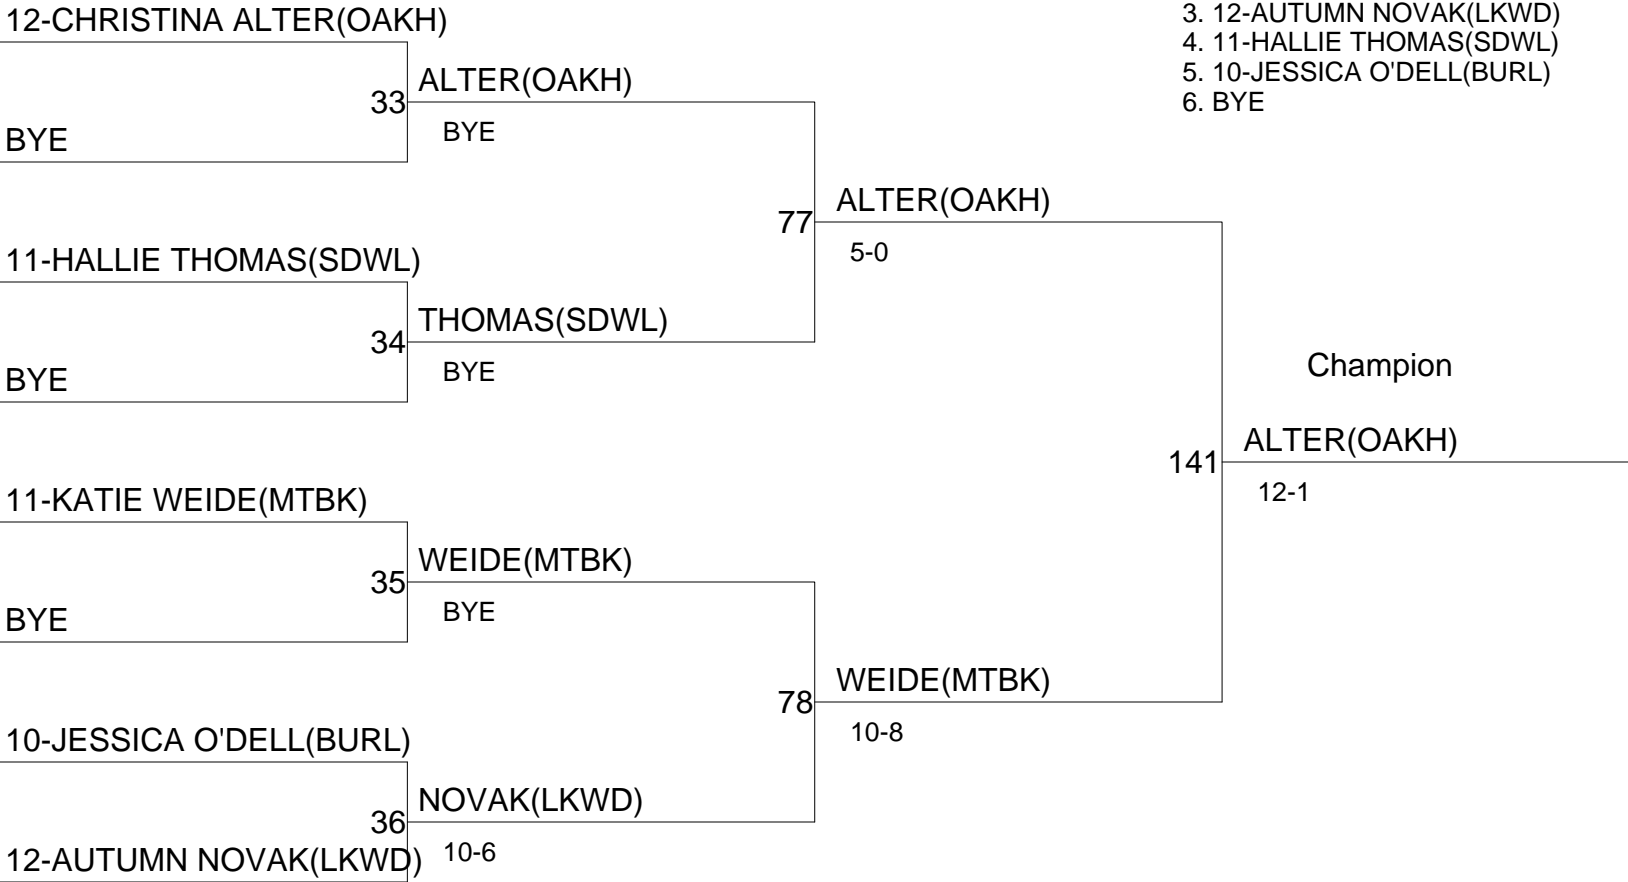 12-CHRISTINA ALTER(OAKH)
3. 12-AUTUMN NOVAK(LKWD)
4. 11-HALLIE THOMAS(SDWL)
5. 10-JESSICA O'DELL(BURL)
6. BYE
33
ALTER(OAKH)
BYE
BYE
77
ALTER(OAKH)
5-0
11-HALLIE THOMAS(SDWL)
34
THOMAS(SDWL)
BYE
BYE
Champion
141
ALTER(OAKH)
12-1
11-KATIE WEIDE(MTBK)
35
WEIDE(MTBK)
BYE
BYE
78
WEIDE(MTBK)
10-8
10-JESSICA O'DELL(BURL)
36
NOVAK(LKWD)
10-6
12-AUTUMN NOVAK(LKWD)